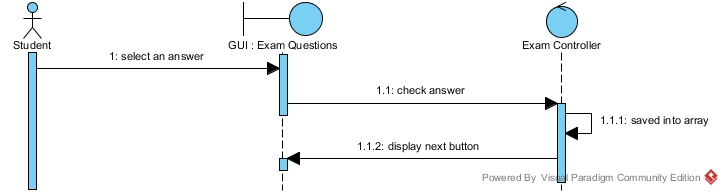 Student
GUI : Exam Questions
Exam Controller
1: select an answer
1.1: check answer
1.1.1: saved into array
1.1.2: display next button
Powered By Visual Paradigm Community Edition